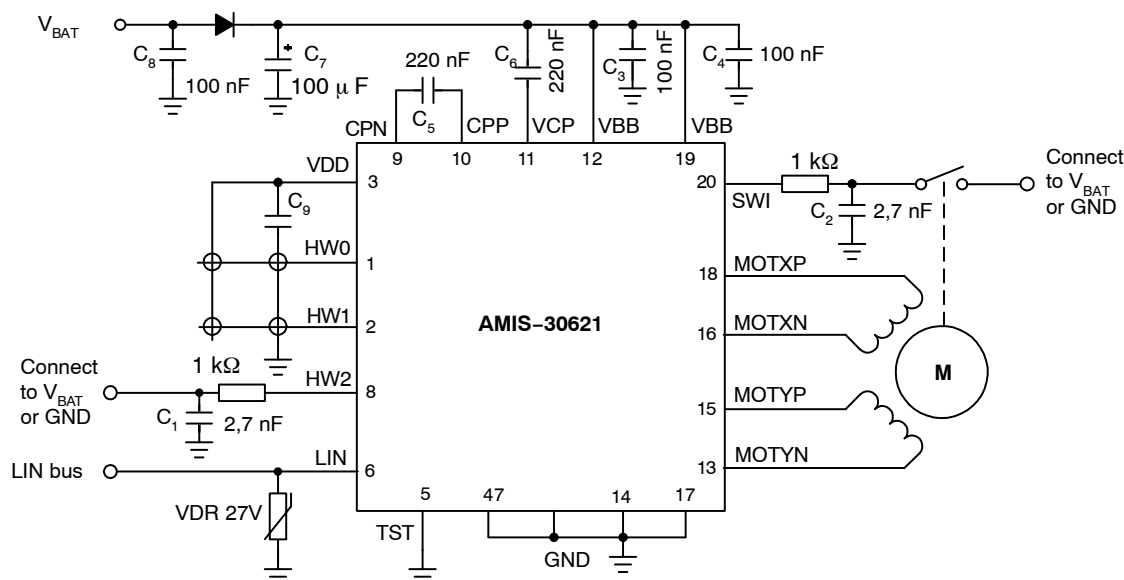 V_BAT
C₈
100 nF
C₇
100 µ F
220 nF
C₅
C₆
220 nF
C₃
100 nF
C₄
100 nF
CPN
CPP
VCP
VBB
VBB
9
10
11
12
19
VDD
3
C₉
HW0
1
HW1
2
Connect
to V_BAT
or GND
1 kΩ
HW2
8
C₁
2,7 nF
LIN bus
LIN
6
VDR 27V
AMIS−30621
20
SWI
1 kΩ
C₂
2,7 nF
Connect
to V_BAT
or GND
18
MOTXP
16
MOTXN
M
15
MOTYP
13
MOTYN
5
47
14
17
TST
GND